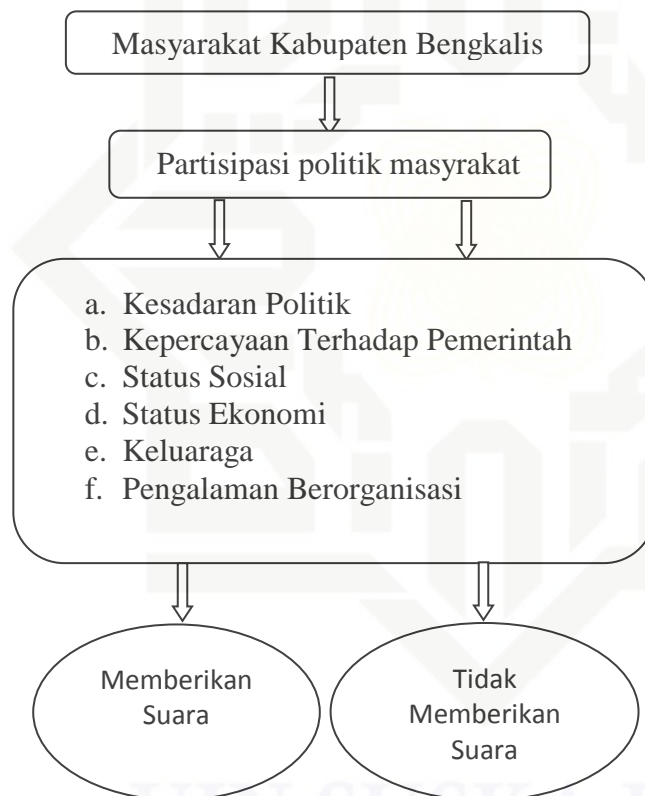 Masyarakat Kabupaten Bengkalis
Partisipasi politik masyrakat
a. Kesadaran Politik
b. Kepercayaan Terhadap Pemerintah
c. Status Sosial
d. Status Ekonomi
e. Keluaraga
f. Pengalaman Berorganisasi
Memberikan
Suara
Tidak
Memberikan
Suara